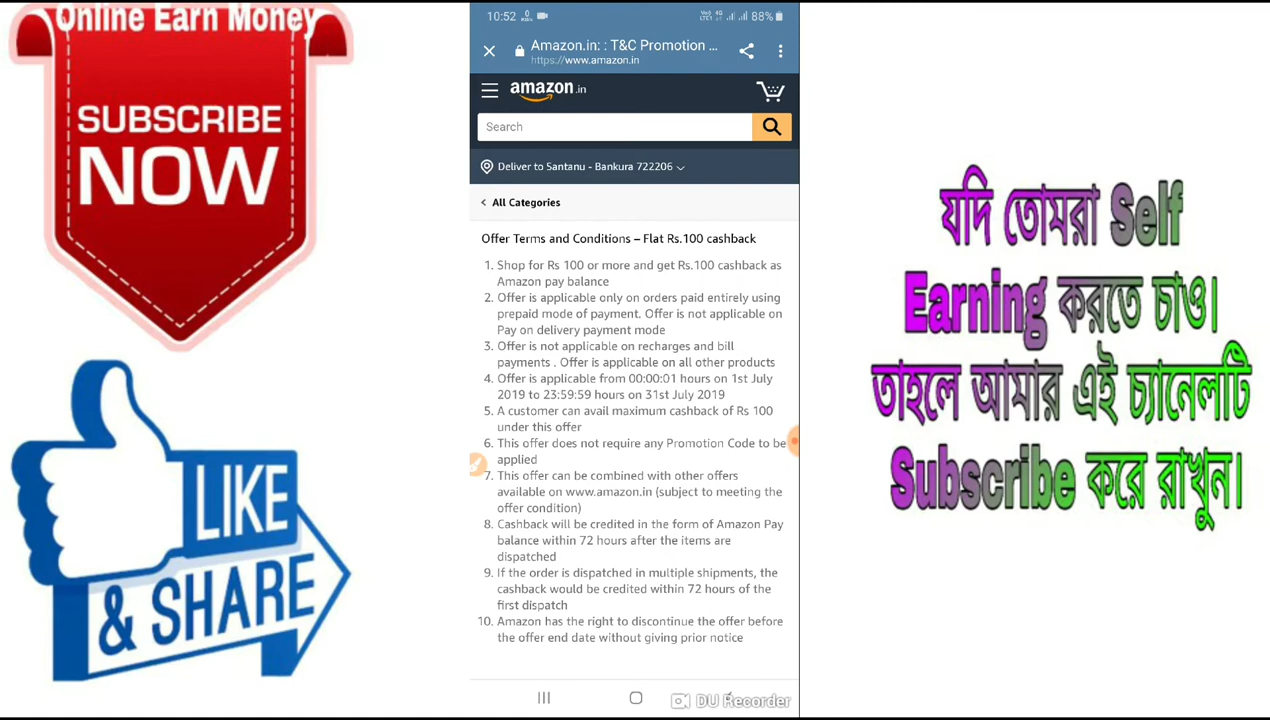 Online Earn Money
SUBSCRIBE
NOW
LIKE
& SHARE
10:52 0 KB/s VoD LTE1 4G 88%
Amazon.in: : T&C Promotion ...
https://www.amazon.in
amazon.in
Search
Deliver to Santanu - Bankura 722206
All Categories
Offer Terms and Conditions – Flat Rs.100 cashback
1. Shop for Rs 100 or more and get Rs.100 cashback as
Amazon pay balance
2. Offer is applicable only on orders paid entirely using
prepaid mode of payment. Offer is not applicable on
Pay on delivery payment mode
3. Offer is not applicable on recharges and bill
payments . Offer is applicable on all other products
4. Offer is applicable from 00:00:01 hours on 1st July
2019 to 23:59:59 hours on 31st July 2019
5. A customer can avail maximum cashback of Rs 100
under this offer
6. This offer does not require any Promotion Code to be
applied
7. This offer can be combined with other offers
available on www.amazon.in (subject to meeting the
offer condition)
8. Cashback will be credited in the form of Amazon Pay
balance within 72 hours after the items are
dispatched
9. If the order is dispatched in multiple shipments, the
cashback would be credited within 72 hours of the
first dispatch
10. Amazon has the right to discontinue the offer before
the offer end date without giving prior notice
DU Recorder
যদি তোমরা Self
Earning করতে চাও।
তাহলে আমার এই চ্যানেলটি
Subscribe করে রাখুন।